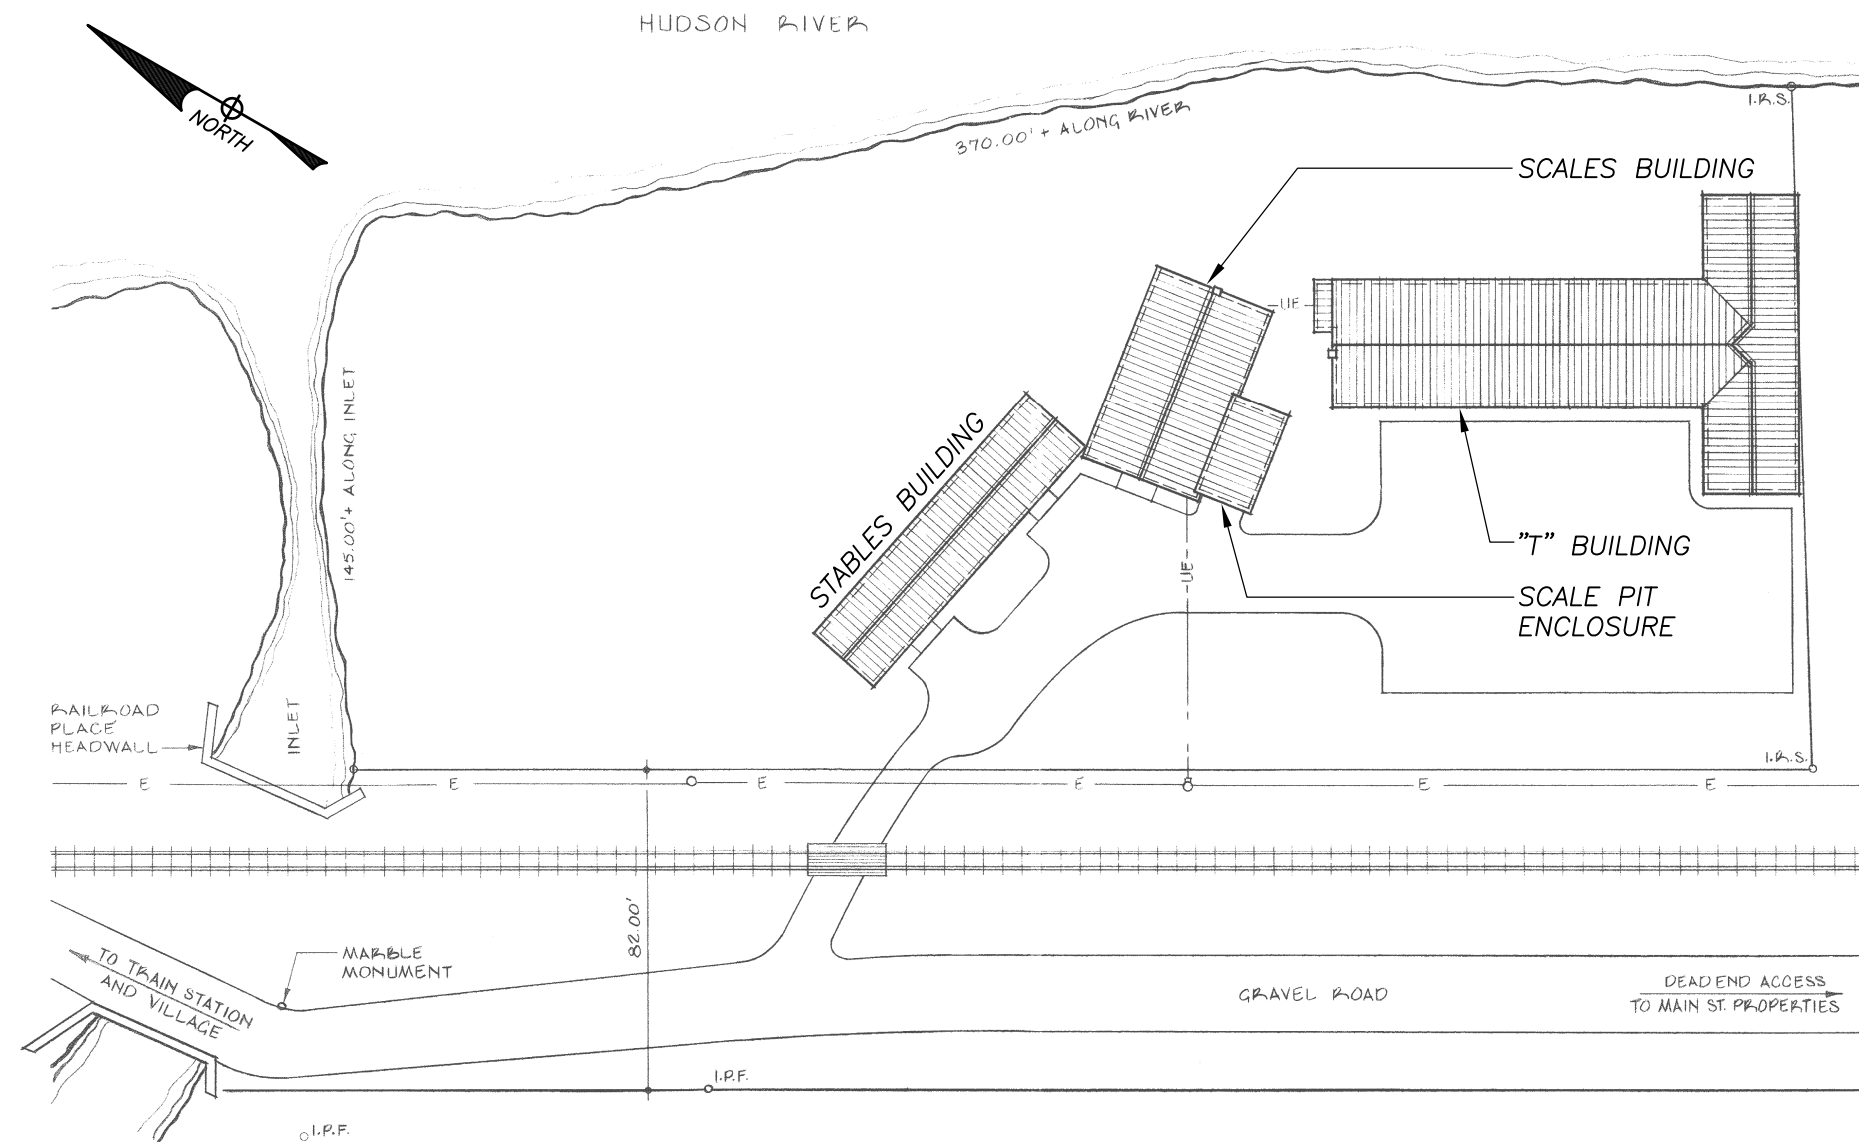 HUDSON RIVER
NORTH
I.R.S.
370.00'± ALONG RIVER
SCALES BUILDING
UE
145.00'± ALONG INLET
STABLES BUILDING
"T" BUILDING
UE
SCALE PIT
ENCLOSURE
RAILROAD
PLACE
HEADWALL
INLET
I.R.S.
E E E E E E
82.00'
MARBLE
MONUMENT
TO TRAIN STATION
AND VILLAGE
GRAVEL ROAD
DEAD END ACCESS
TO MAIN ST. PROPERTIES
I.P.F.
I.P.F.